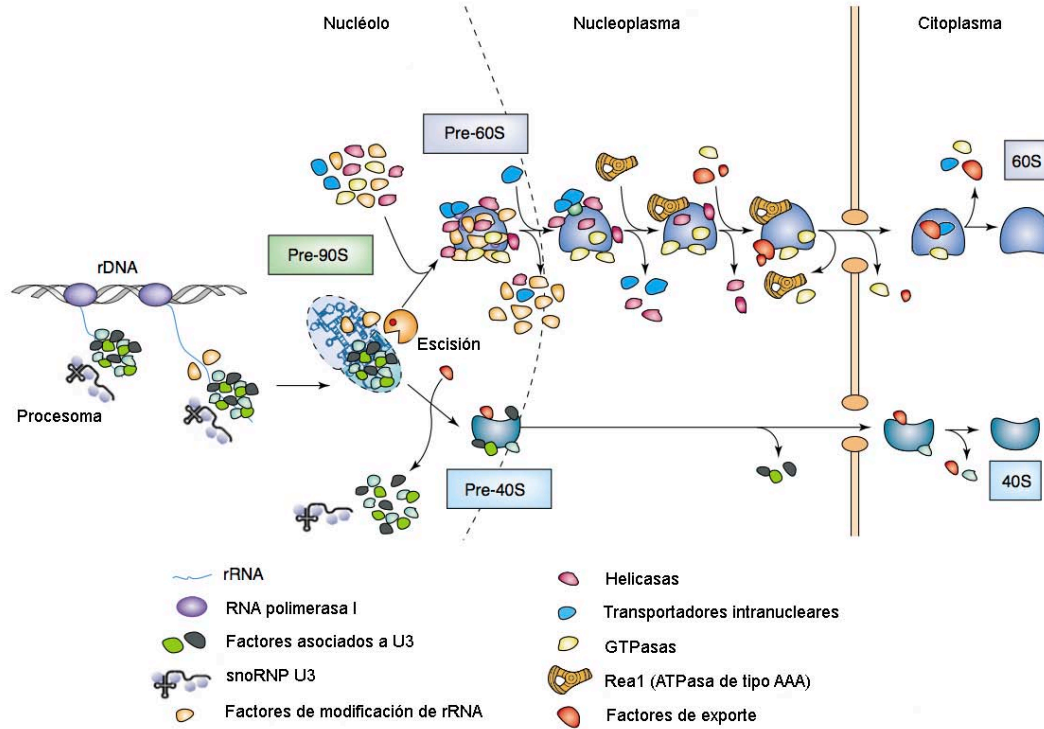 Nucléolo
Nucleoplasma
Citoplasma
Pre-60S
60S
Pre-90S
rDNA
Escisión
Procesoma
Pre-40S
40S
rRNA
RNA polimerasa I
Factores asociados a U3
snoRNP U3
Factores de modificación de rRNA
Helicasas
Transportadores intranucleares
GTPasas
Rea1 (ATPasa de tipo AAA)
Factores de exporte